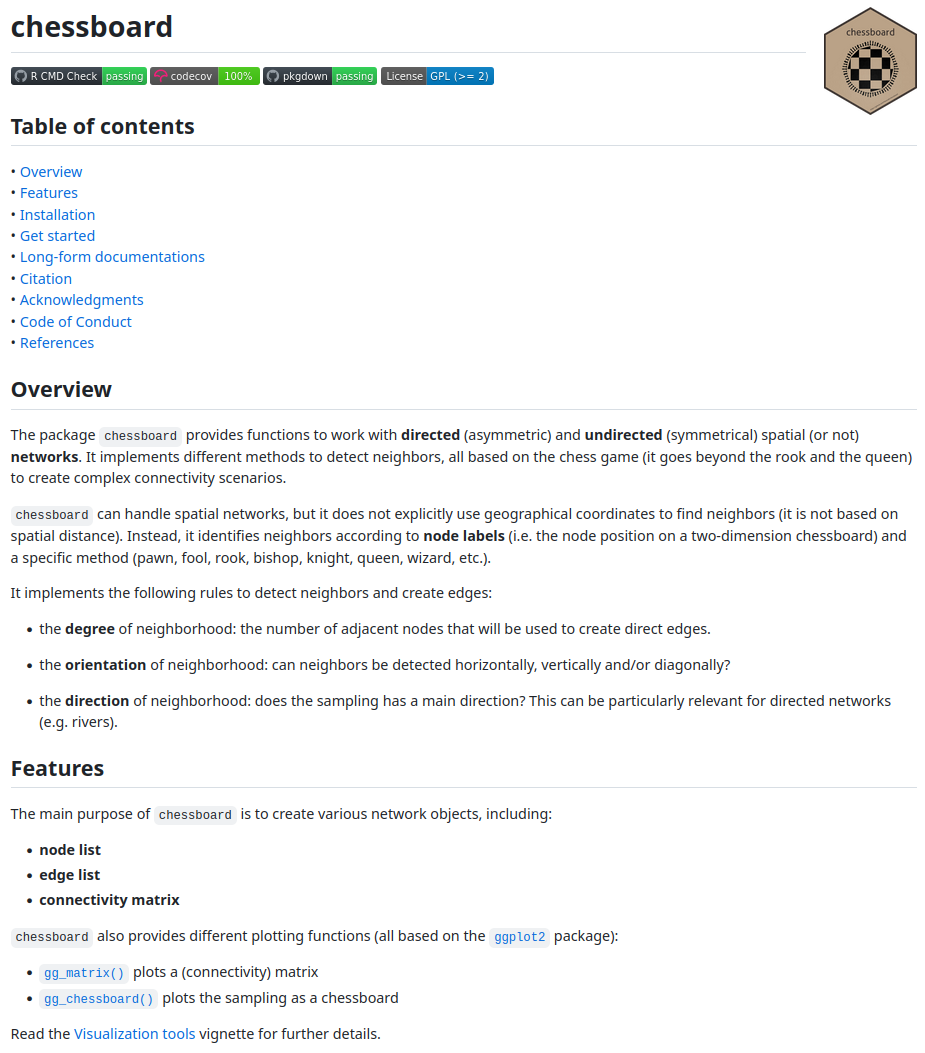 chessboard
chessboard
R CMD Check passing codecov 100% pkgdown passing License GPL (>= 2)
Table of contents
• Overview
• Features
• Installation
• Get started
• Long-form documentations
• Citation
• Acknowledgments
• Code of Conduct
• References
Overview
The package chessboard provides functions to work with directed (asymmetric) and undirected (symmetrical) spatial (or not)
networks. It implements different methods to detect neighbors, all based on the chess game (it goes beyond the rook and the queen)
to create complex connectivity scenarios.
chessboard can handle spatial networks, but it does not explicitly use geographical coordinates to find neighbors (it is not based on
spatial distance). Instead, it identifies neighbors according to node labels (i.e. the node position on a two-dimension chessboard) and
a specific method (pawn, fool, rook, bishop, knight, queen, wizard, etc.).
It implements the following rules to detect neighbors and create edges:
• the degree of neighborhood: the number of adjacent nodes that will be used to create direct edges.
• the orientation of neighborhood: can neighbors be detected horizontally, vertically and/or diagonally?
• the direction of neighborhood: does the sampling has a main direction? This can be particularly relevant for directed networks
(e.g. rivers).
Features
The main purpose of chessboard is to create various network objects, including:
• node list
• edge list
• connectivity matrix
chessboard also provides different plotting functions (all based on the ggplot2 package):
• gg_matrix() plots a (connectivity) matrix
• gg_chessboard() plots the sampling as a chessboard
Read the Visualization tools vignette for further details.